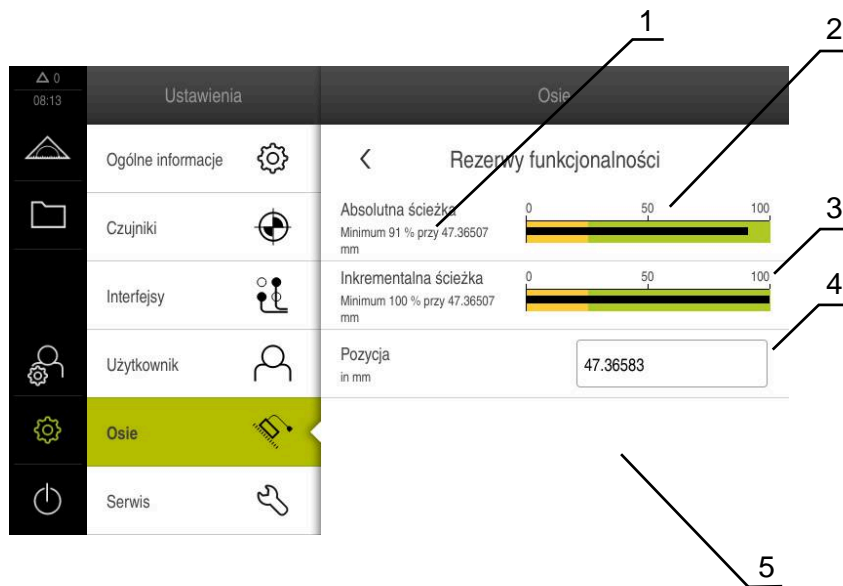 1
2
0
08:13
Ustawienia
Osie
Ogólne informacje
Rezerwy funkcjonalności
Absolutna ścieżka
Minimum 91 % przy 47.36507
mm
0 50 100
3
Czujniki
Inkrementalna ścieżka
Minimum 100 % przy 47.36507
mm
0 50 100
4
Interfejsy
Pozycja
in mm
47.36583
Użytkownik
Osie
Serwis
5